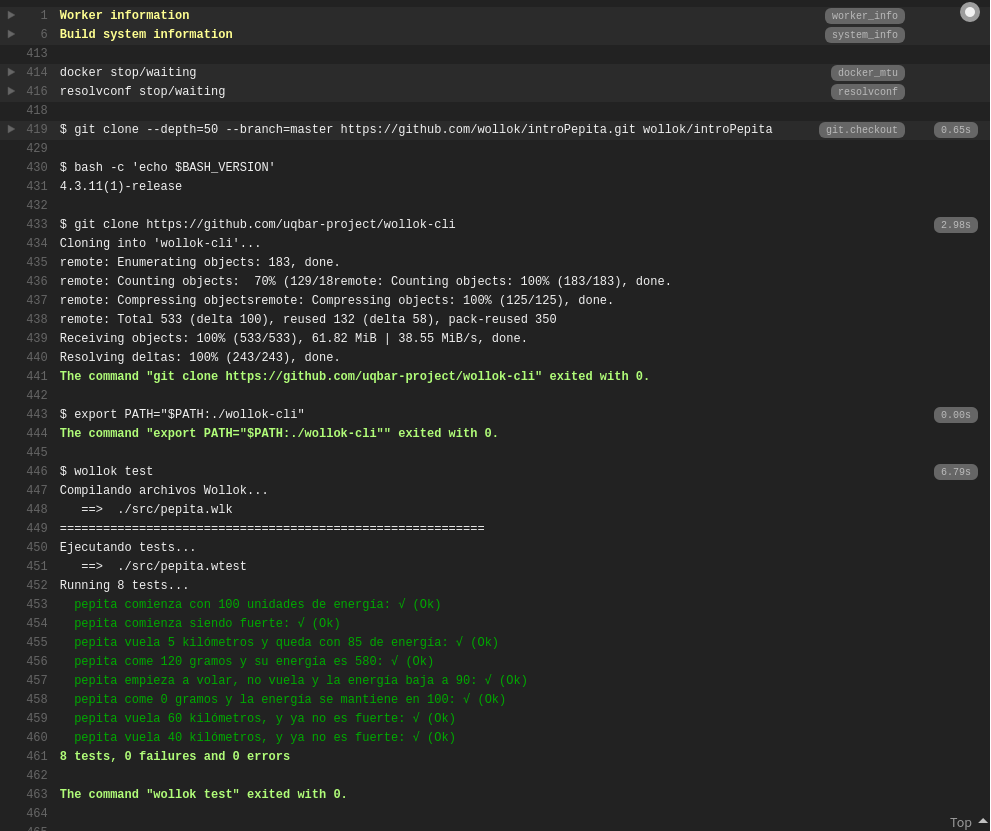 1 Worker information worker_info
6 Build system information system_info
413
414 docker stop/waiting docker_mtu
416 resolvconf stop/waiting resolvconf
418
419 $ git clone --depth=50 --branch=master https://github.com/wollok/introPepita.git wollok/introPepita git.checkout 0.65s
429
430 $ bash -c 'echo $BASH_VERSION'
431 4.3.11(1)-release
432
433 $ git clone https://github.com/uqbar-project/wollok-cli 2.98s
434 Cloning into 'wollok-cli'...
435 remote: Enumerating objects: 183, done.
436 remote: Counting objects:  70% (129/18remote: Counting objects: 100% (183/183), done.
437 remote: Compressing objectsremote: Compressing objects: 100% (125/125), done.
438 remote: Total 533 (delta 100), reused 132 (delta 58), pack-reused 350
439 Receiving objects: 100% (533/533), 61.82 MiB | 38.55 MiB/s, done.
440 Resolving deltas: 100% (243/243), done.
441 The command "git clone https://github.com/uqbar-project/wollok-cli" exited with 0.
442
443 $ export PATH="$PATH:./wollok-cli" 0.00s
444 The command "export PATH="$PATH:./wollok-cli"" exited with 0.
445
446 $ wollok test 6.79s
447 Compilando archivos Wollok...
448 ==>  ./src/pepita.wlk
449 ===========================================================
450 Ejecutando tests...
451 ==>  ./src/pepita.wtest
452 Running 8 tests...
453 pepita comienza con 100 unidades de energía: √ (Ok)
454 pepita comienza siendo fuerte: √ (Ok)
455 pepita vuela 5 kilómetros y queda con 85 de energía: √ (Ok)
456 pepita come 120 gramos y su energía es 580: √ (Ok)
457 pepita empieza a volar, no vuela y la energía baja a 90: √ (Ok)
458 pepita come 0 gramos y la energía se mantiene en 100: √ (Ok)
459 pepita vuela 60 kilómetros, y ya no es fuerte: √ (Ok)
460 pepita vuela 40 kilómetros, y ya no es fuerte: √ (Ok)
461 8 tests, 0 failures and 0 errors
462
463 The command "wollok test" exited with 0.
464
465
Top